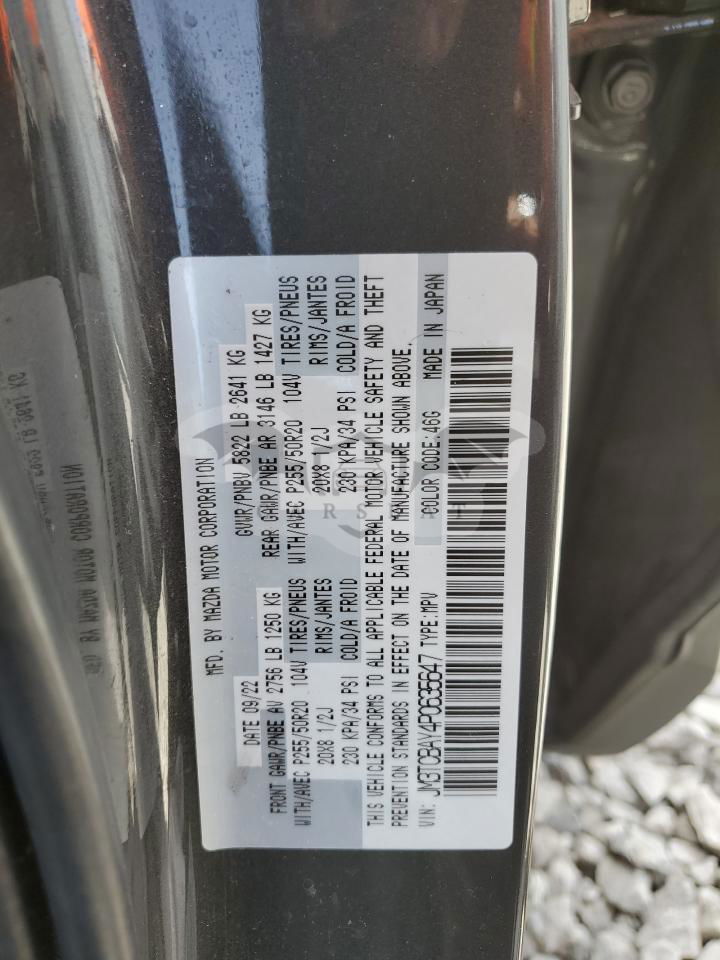 MFD. BY MAZDA MOTOR CORPORATION
DATE 09/22 GVWR/PNBV 5822 LB 2641 KG
FRONT GAWR/PNBE AV 2756 LB 1250 KG REAR GAWR/PNBE AR 3146 LB 1427 KG
WITH/AVEC P255/50R20 104V TIRES/PNEUS WITH/AVEC P255/50R20 104V TIRES/PNEUS
20X8 1/2J RIMS/JANTES 20X8 1/2J RIMS/JANTES
230 KPA/34 PSI COLD/A FROID 230 KPA/34 PSI COLD/A FROID
THIS VEHICLE CONFORMS TO ALL APPLICABLE FEDERAL MOTOR VEHICLE SAFETY AND THEFT
PREVENTION STANDARDS IN EFFECT ON THE DATE OF MANUFACTURE SHOWN ABOVE.
VIN: JM3TCBAY4P0635647 TYPE:MPV COLOR CODE:46G MADE IN JAPAN